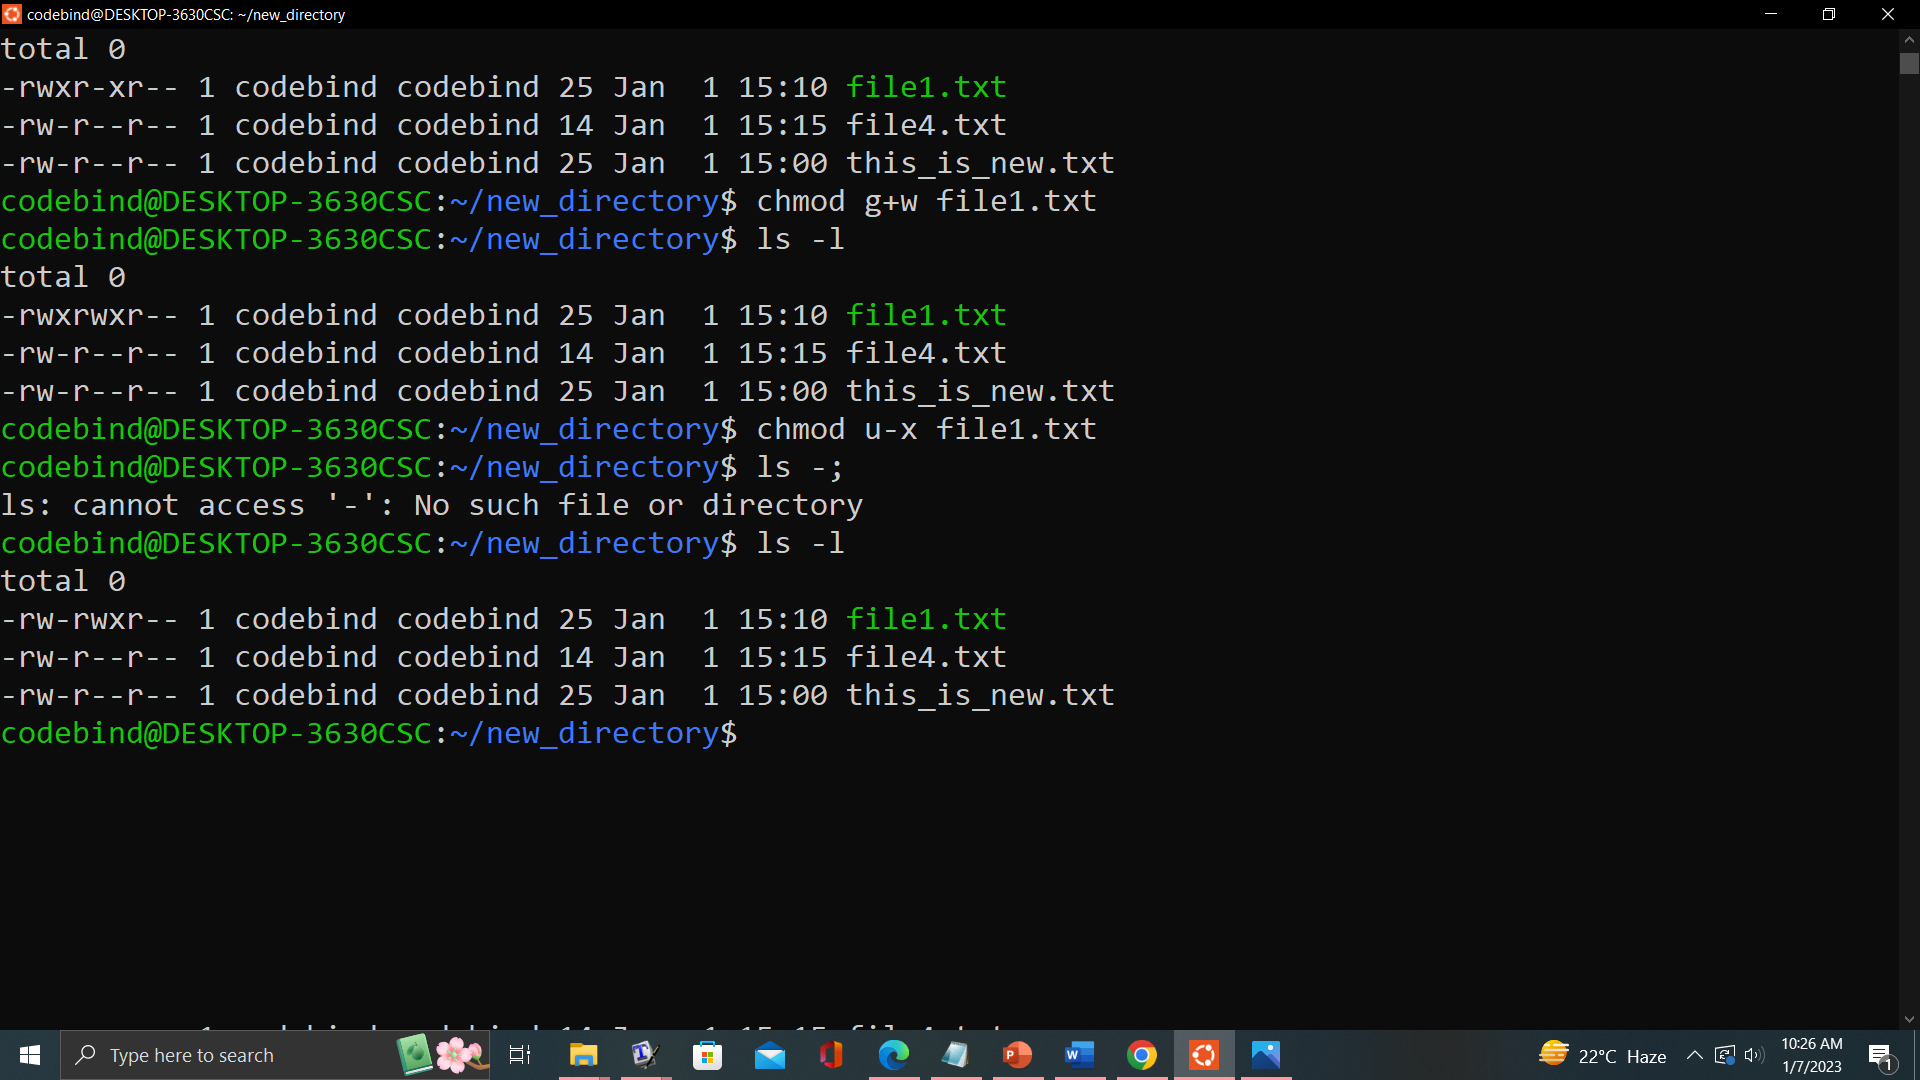 codebind@DESKTOP-3630CSC: ~/new_directory
total 0
-rwxr-xr-- 1 codebind codebind 25 Jan  1 15:10 file1.txt
-rw-r--r-- 1 codebind codebind 14 Jan  1 15:15 file4.txt
-rw-r--r-- 1 codebind codebind 25 Jan  1 15:00 this_is_new.txt
codebind@DESKTOP-3630CSC:~/new_directory$ chmod g+w file1.txt
codebind@DESKTOP-3630CSC:~/new_directory$ ls -l
total 0
-rwxrwxr-- 1 codebind codebind 25 Jan  1 15:10 file1.txt
-rw-r--r-- 1 codebind codebind 14 Jan  1 15:15 file4.txt
-rw-r--r-- 1 codebind codebind 25 Jan  1 15:00 this_is_new.txt
codebind@DESKTOP-3630CSC:~/new_directory$ chmod u-x file1.txt
codebind@DESKTOP-3630CSC:~/new_directory$ ls -;
ls: cannot access '-': No such file or directory
codebind@DESKTOP-3630CSC:~/new_directory$ ls -l
total 0
-rw-rwxr-- 1 codebind codebind 25 Jan  1 15:10 file1.txt
-rw-r--r-- 1 codebind codebind 14 Jan  1 15:15 file4.txt
-rw-r--r-- 1 codebind codebind 25 Jan  1 15:00 this_is_new.txt
codebind@DESKTOP-3630CSC:~/new_directory$
Type here to search
22°C Haze
10:26 AM
1/7/2023
1